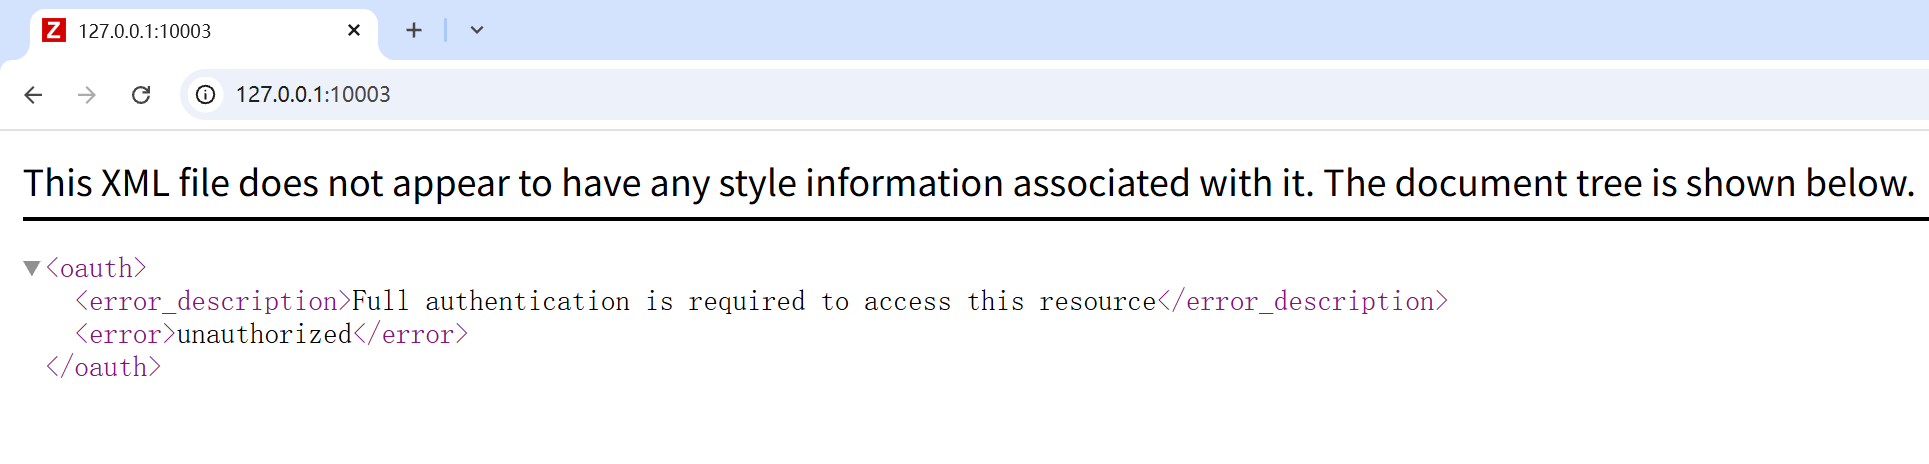 Z 127.0.0.1:10003
127.0.0.1:10003
This XML file does not appear to have any style information associated with it. The document tree is shown below.
▼<oauth>
<error_description>Full authentication is required to access this resource</error_description>
<error>unauthorized</error>
</oauth>